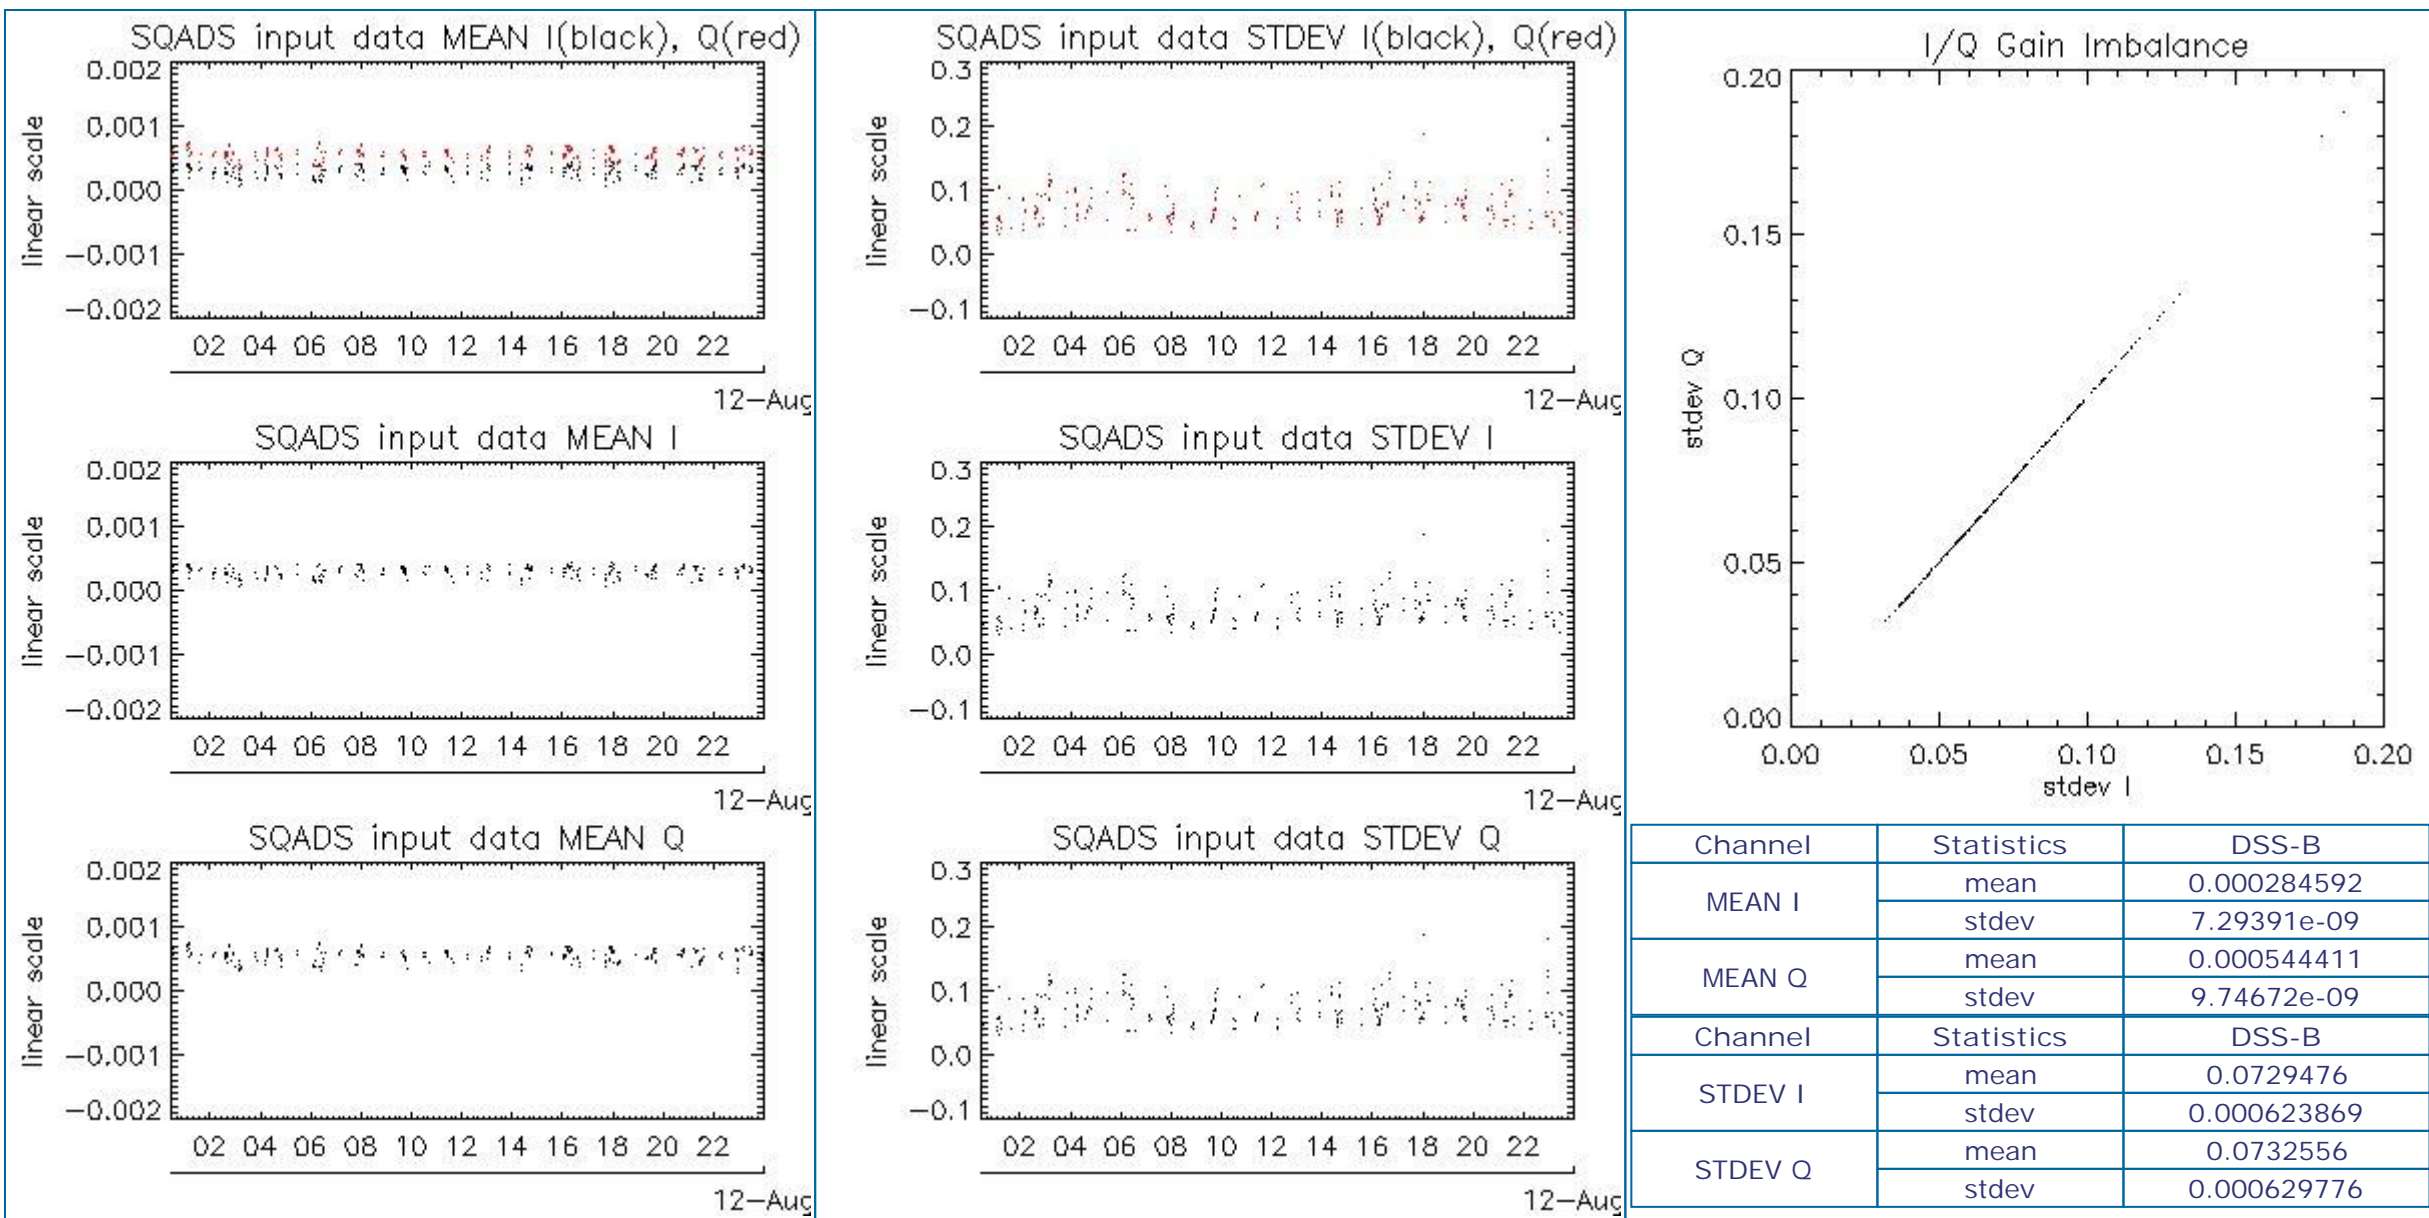 SQADS input data MEAN I(black), Q(red)
linear scale
0.002
0.001
0.000
−0.001
−0.002
02 04 06 08 10 12 14 16 18 20 22
12−Aug
SQADS input data MEAN I
linear scale
0.002
0.001
0.000
−0.001
−0.002
02 04 06 08 10 12 14 16 18 20 22
12−Aug
SQADS input data MEAN Q
linear scale
0.002
0.001
0.000
−0.001
−0.002
02 04 06 08 10 12 14 16 18 20 22
12−Aug
SQADS input data STDEV I(black), Q(red)
linear scale
0.3
0.2
0.1
0.0
−0.1
02 04 06 08 10 12 14 16 18 20 22
12−Aug
SQADS input data STDEV I
linear scale
0.3
0.2
0.1
0.0
−0.1
02 04 06 08 10 12 14 16 18 20 22
12−Aug
SQADS input data STDEV Q
linear scale
0.3
0.2
0.1
0.0
−0.1
02 04 06 08 10 12 14 16 18 20 22
12−Aug
I/Q Gain Imbalance
stdev Q
0.20
0.15
0.10
0.05
0.00
0.00 0.05 0.10 0.15 0.20
stdev I
Channel Statistics DSS-B
MEAN I mean 0.000284592
stdev 7.29391e-09
MEAN Q mean 0.000544411
stdev 9.74672e-09
Channel Statistics DSS-B
STDEV I mean 0.0729476
stdev 0.000623869
STDEV Q mean 0.0732556
stdev 0.000629776